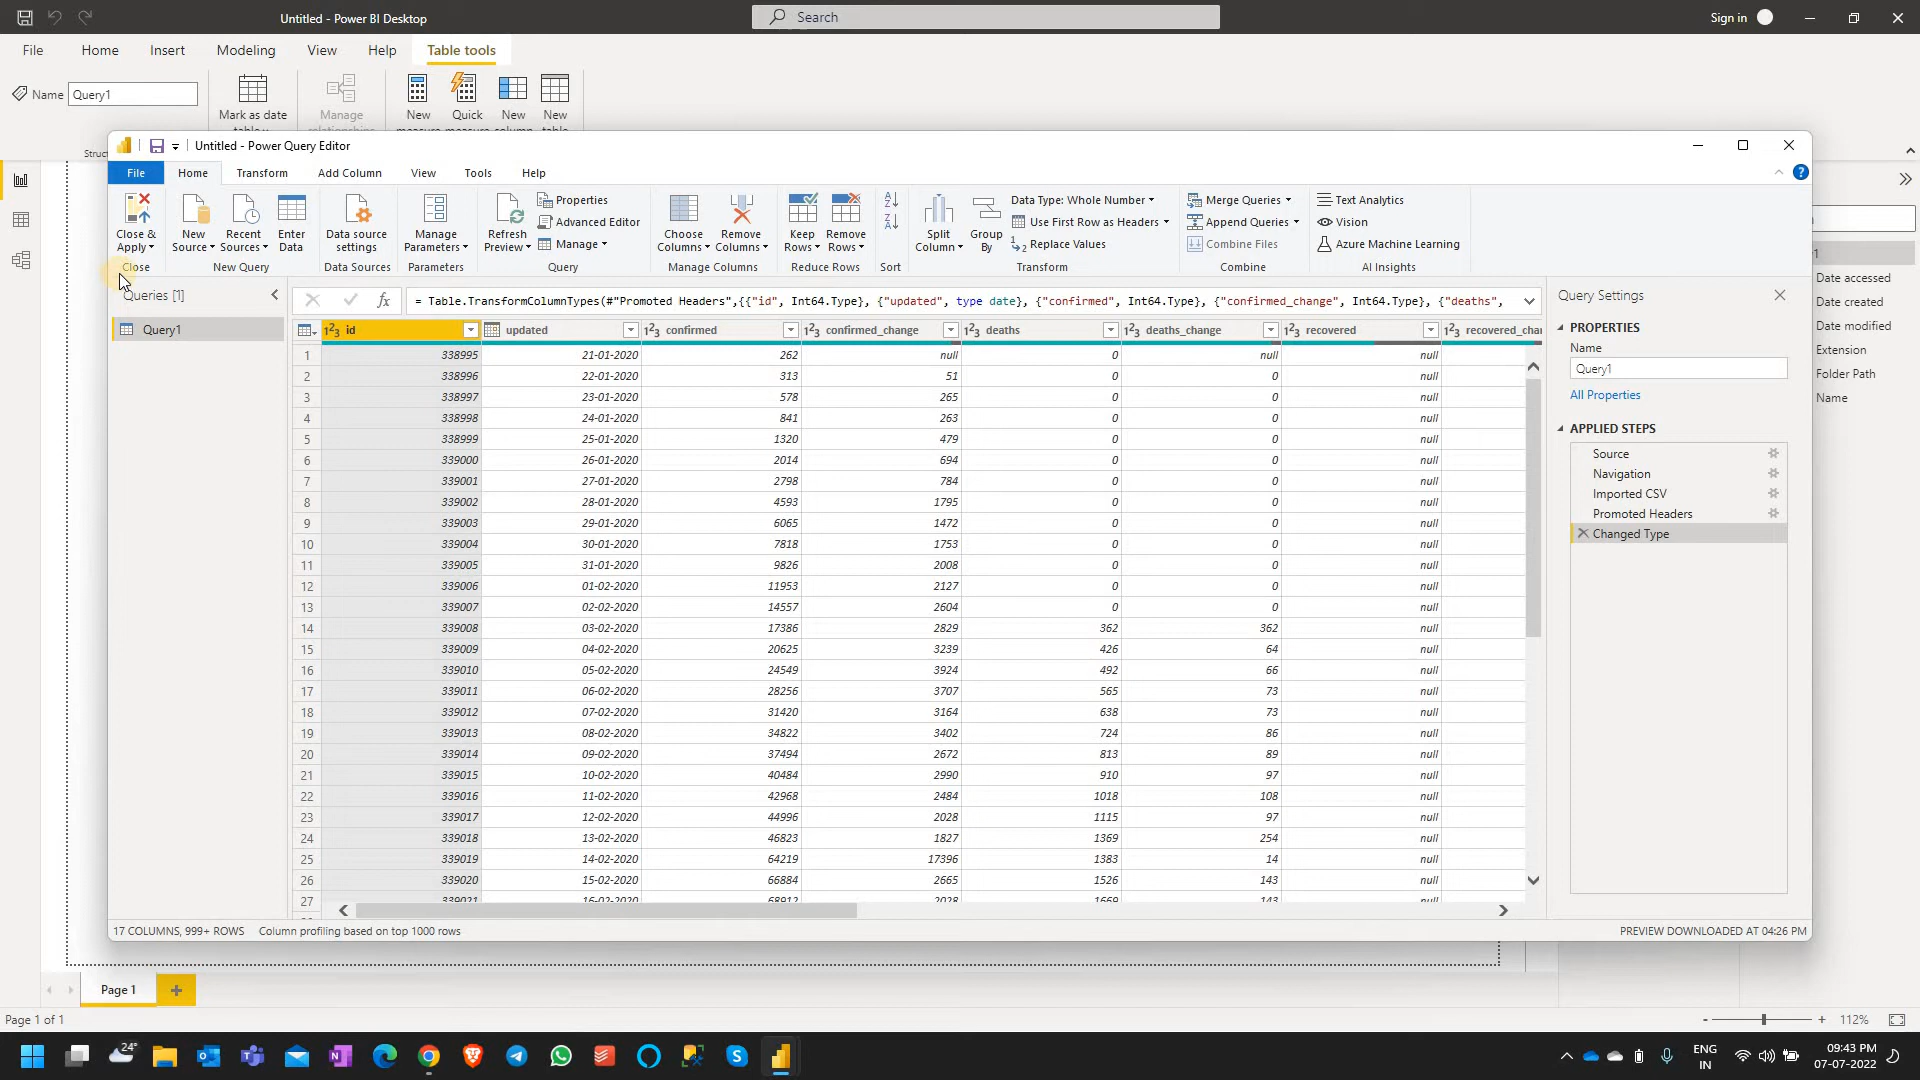 Untitled - Power BI Desktop
Search
Sign in
File Home Insert Modeling View Help Table tools
Name Query1
Mark as date
Manage
New
Quick
New
New
Untitled - Power Query Editor
File Home Transform Add Column View Tools Help
Close &
Apply
New
Source
Recent
Sources
Enter
Data
Data source
settings
Manage
Parameters
Refresh
Preview
Properties
Advanced Editor
Manage
Choose
Columns
Remove
Columns
Keep
Rows
Remove
Rows
Split
Column
Group
By
Data Type: Whole Number
Use First Row as Headers
Replace Values
Merge Queries
Append Queries
Combine Files
Text Analytics
Vision
Azure Machine Learning
Close New Query Data Sources Parameters Query Manage Columns Reduce Rows Sort Transform Combine AI Insights
Queries [1]
Query1
fx = Table.TransformColumnTypes(#"Promoted Headers",{{"id", Int64.Type}, {"updated", type date}, {"confirmed", Int64.Type}, {"confirmed_change", Int64.Type}, {"deaths",
id updated confirmed confirmed_change deaths deaths_change recovered recovered_cha
1 338995 21-01-2020 262 null 0 null null
2 338996 22-01-2020 313 51 0 0 null
3 338997 23-01-2020 578 265 0 0 null
4 338998 24-01-2020 841 263 0 0 null
5 338999 25-01-2020 1320 479 0 0 null
6 339000 26-01-2020 2014 694 0 0 null
7 339001 27-01-2020 2798 784 0 0 null
8 339002 28-01-2020 4593 1795 0 0 null
9 339003 29-01-2020 6065 1472 0 0 null
10 339004 30-01-2020 7818 1753 0 0 null
11 339005 31-01-2020 9826 2008 0 0 null
12 339006 01-02-2020 11953 2127 0 0 null
13 339007 02-02-2020 14557 2604 0 0 null
14 339008 03-02-2020 17386 2829 362 362 null
15 339009 04-02-2020 20625 3239 426 64 null
16 339010 05-02-2020 24549 3924 492 66 null
17 339011 06-02-2020 28256 3707 565 73 null
18 339012 07-02-2020 31420 3164 638 73 null
19 339013 08-02-2020 34822 3402 724 86 null
20 339014 09-02-2020 37494 2672 813 89 null
21 339015 10-02-2020 40484 2990 910 97 null
22 339016 11-02-2020 42968 2484 1018 108 null
23 339017 12-02-2020 44996 2028 1115 97 null
24 339018 13-02-2020 46823 1827 1369 254 null
25 339019 14-02-2020 64219 17396 1383 14 null
26 339020 15-02-2020 66884 2665 1526 143 null
27 339021 16-02-2020 68912 2028 1669 143 null
Query Settings
PROPERTIES
Name
Query1
All Properties
APPLIED STEPS
Source
Navigation
Imported CSV
Promoted Headers
Changed Type
Date accessed
Date created
Date modified
Extension
Folder Path
Name
17 COLUMNS, 999+ ROWS Column profiling based on top 1000 rows
PREVIEW DOWNLOADED AT 04:26 PM
Page 1
Page 1 of 1
- + 112%
24°
ENG
IN
09:43 PM
07-07-2022